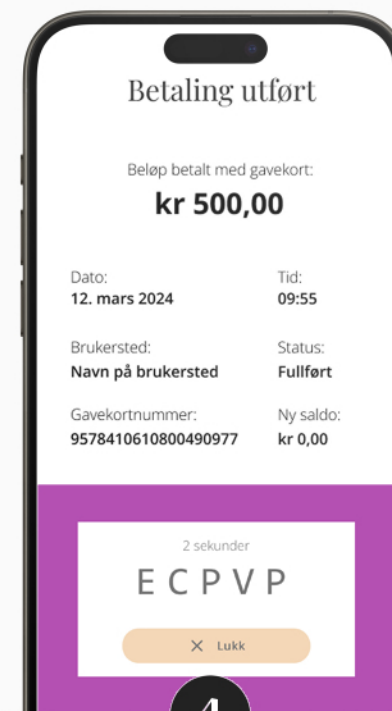 Betaling utført
Beløp betalt med gavekort:
kr 500,00
Dato: Tid:
12. mars 2024 09:55
Brukersted: Status:
Navn på brukersted Fullført
Gavekortnummer: Ny saldo:
9578410610800490977 kr 0,00
2 sekunder
E C P V P
Lukk
4